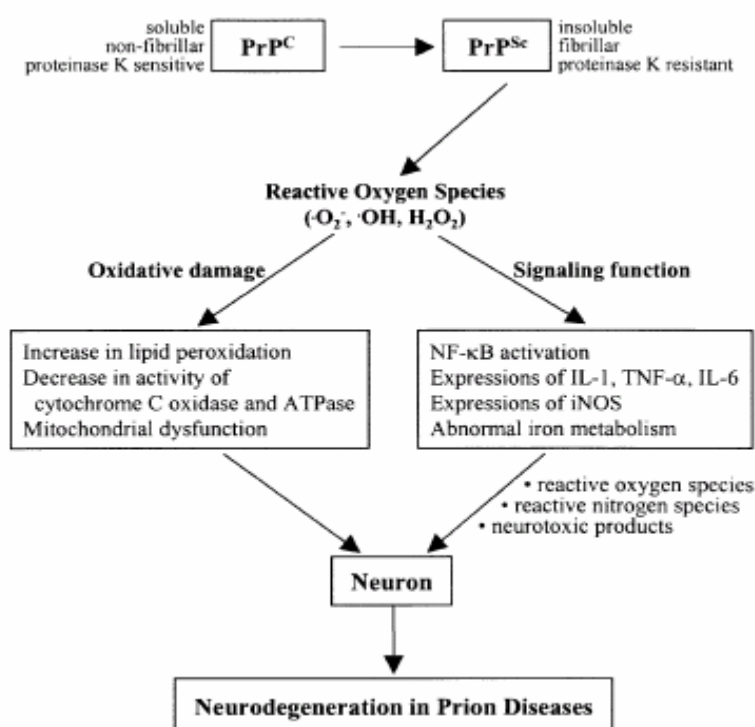 soluble
non-fibrillar
proteinase K sensitive
PrPᶜ
PrPˢᶜ
insoluble
fibrillar
proteinase K resistant
Reactive Oxygen Species
(·O₂⁻, ·OH, H₂O₂)
Oxidative damage
Signaling function
Increase in lipid peroxidation
Decrease in activity of
cytochrome C oxidase and ATPase
Mitochondrial dysfunction
NF-κB activation
Expressions of IL-1, TNF-α, IL-6
Expressions of iNOS
Abnormal iron metabolism
• reactive oxygen species
• reactive nitrogen species
• neurotoxic products
Neuron
Neurodegeneration in Prion Diseases